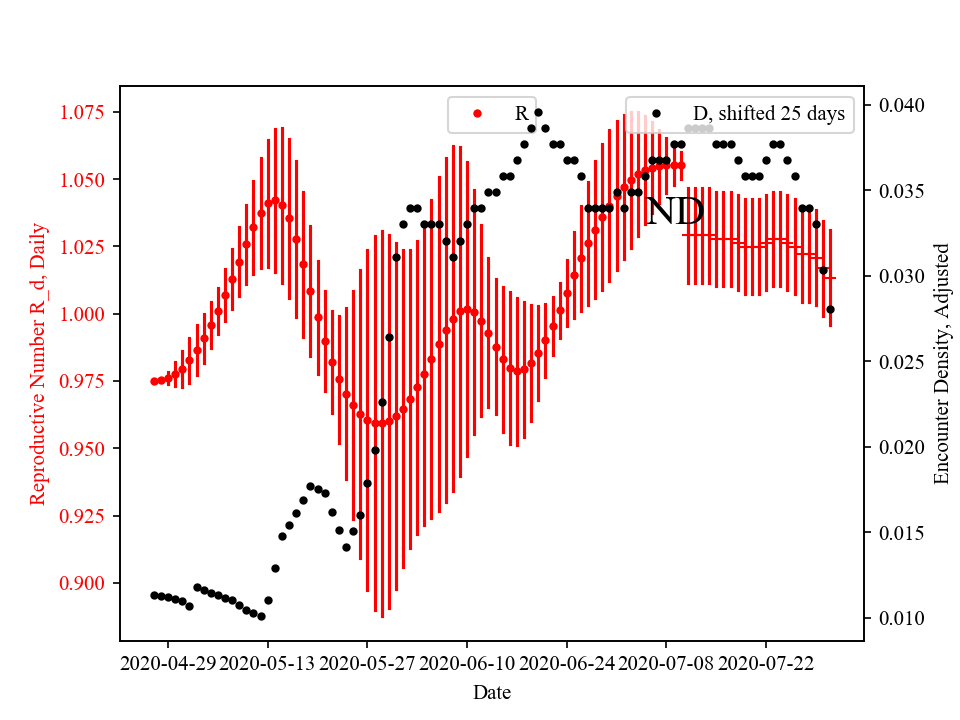 R
D, shifted 25 days
ND
Reproductive Number R_d, Daily
1.075
1.050
1.025
1.000
0.975
0.950
0.925
0.900
0.040
0.035
0.030
0.025
0.020
0.015
0.010
Encounter Density, Adjusted
2020-04-29 2020-05-13 2020-05-27 2020-06-10 2020-06-24 2020-07-08 2020-07-22
Date